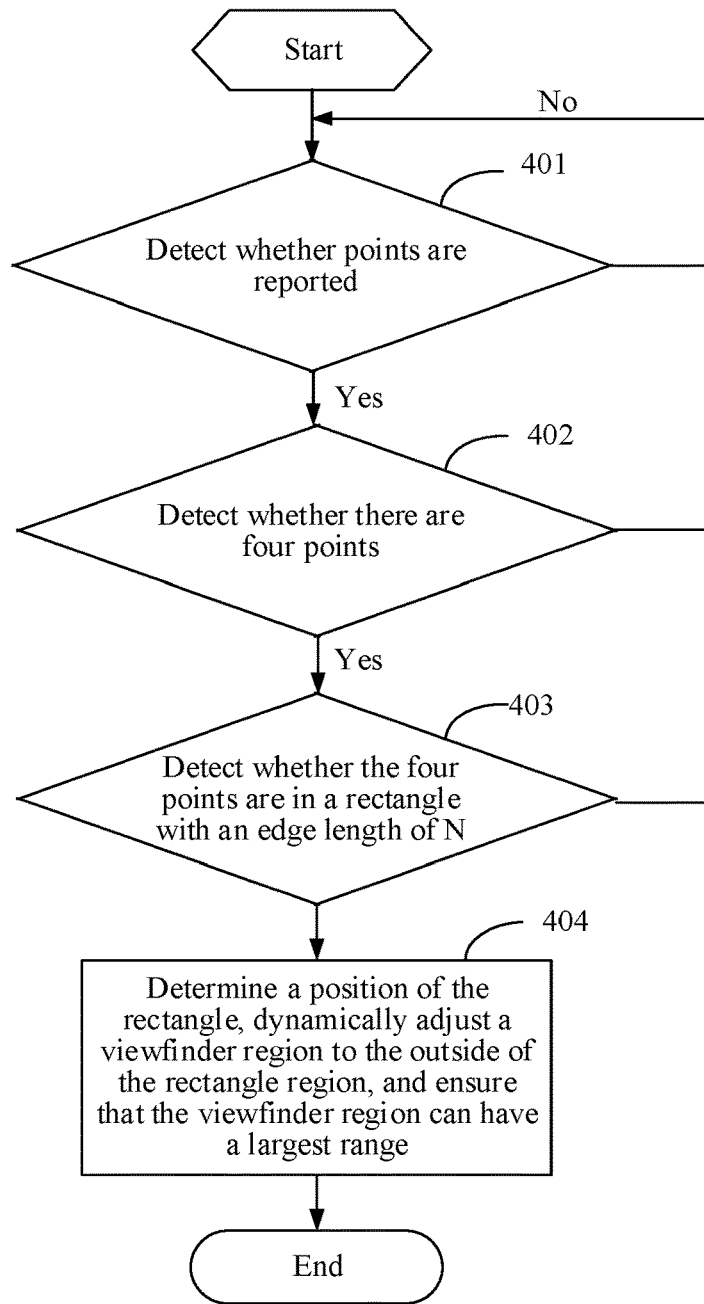 Start
No
401
Detect whether points are
reported
Yes
402
Detect whether there are
four points
Yes
403
Detect whether the four
points are in a rectangle
with an edge length of N
404
Determine a position of the
rectangle, dynamically adjust a
viewfinder region to the outside of
the rectangle region, and ensure
that the viewfinder region can have
a largest range
End